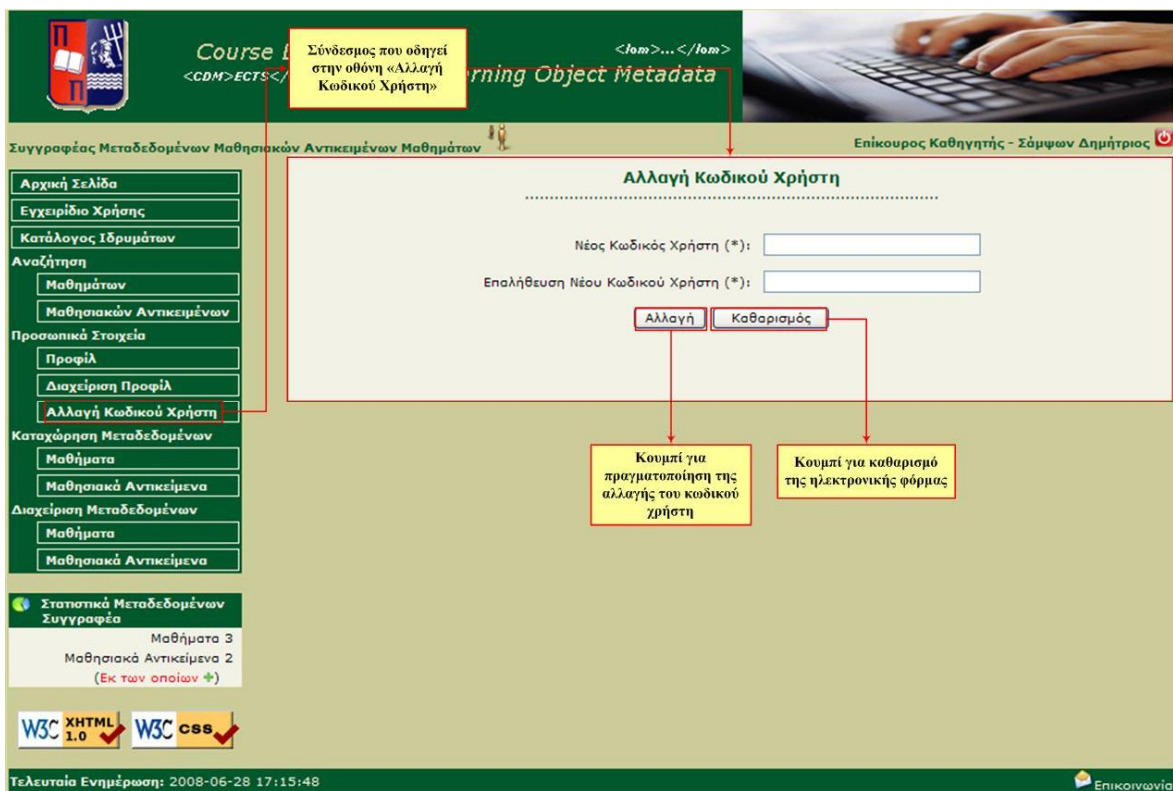 Π
Π
Course
<lom>...</lom>
<CDM>ECTS</
rning Object Metadata
Σύνδεσμος που οδηγεί
στην οθόνη «Αλλαγή
Κωδικού Χρήστη»
Συγγραφέας Μεταδεδομένων Μαθησιακών Αντικειμένων Μαθημάτων
Επίκουρος Καθηγητής - Σάμψων Δημήτριος
Αρχική Σελίδα
Εγχειρίδιο Χρήσης
Κατάλογος Ιδρυμάτων
Αναζήτηση
Μαθημάτων
Μαθησιακών Αντικειμένων
Προσωπικά Στοιχεία
Προφίλ
Διαχείριση Προφίλ
Αλλαγή Κωδικού Χρήστη
Καταχώρηση Μεταδεδομένων
Μαθήματα
Μαθησιακά Αντικείμενα
Διαχείριση Μεταδεδομένων
Μαθήματα
Μαθησιακά Αντικείμενα
Στατιστικά Μεταδεδομένων
Συγγραφέα
Μαθήματα 3
Μαθησιακά Αντικείμενα 2
(Εκ των οποίων +)
W3C XHTML 1.0
W3C css
Αλλαγή Κωδικού Χρήστη
Νέος Κωδικός Χρήστη (*):
Επαλήθευση Νέου Κωδικού Χρήστη (*):
Αλλαγή Καθαρισμός
Κουμπί για
πραγματοποίηση της
αλλαγής του κωδικού
χρήστη
Κουμπί για καθαρισμό
της ηλεκτρονικής φόρμας
Τελευταία Ενημέρωση: 2008-06-28 17:15:48
Επικοινωνία